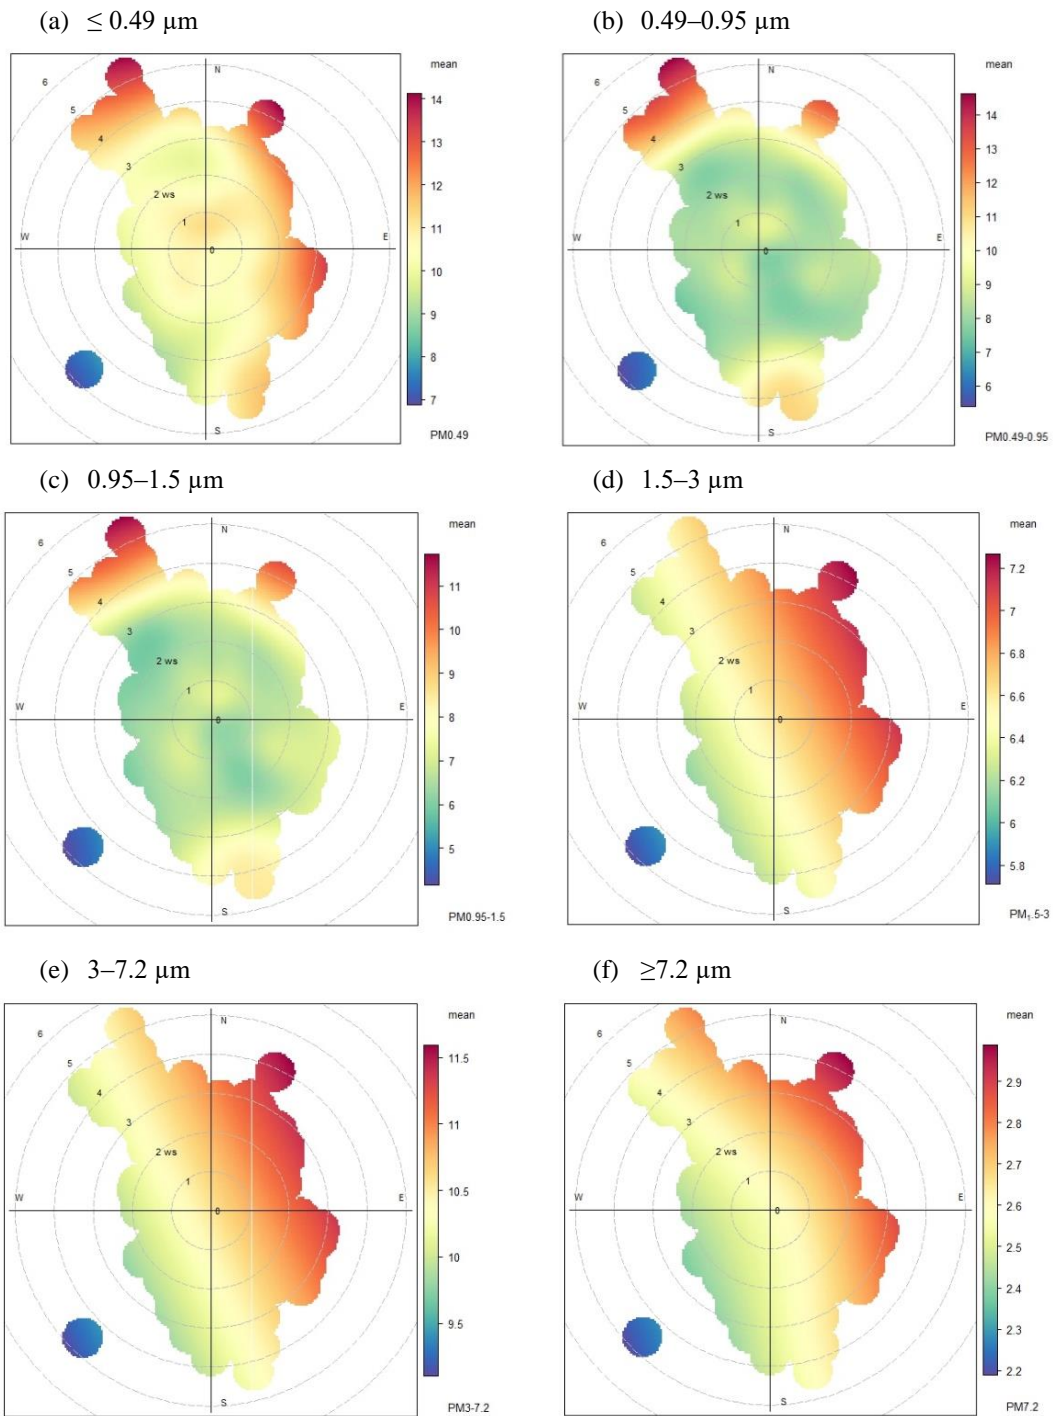 (a) ≤ 0.49 µm
(b) 0.49–0.95 µm
mean
N
E
S
W
0
1
2 ws
3
4
5
6
14
13
12
11
10
9
8
7
PM0.49
mean
N
E
S
W
0
1
2 ws
3
4
5
6
14
13
12
11
10
9
8
7
6
PM0.49-0.95
(c) 0.95–1.5 µm
(d) 1.5–3 µm
mean
N
E
S
W
0
1
2 ws
3
4
5
6
11
10
9
8
7
6
5
PM0.95-1.5
mean
N
E
S
W
0
1
2 ws
3
4
5
6
7.2
7
6.8
6.6
6.4
6.2
6
5.8
PM1.5-3
(e) 3–7.2 µm
(f) ≥7.2 µm
mean
N
E
S
W
0
1
2 ws
3
4
5
6
11.5
11
10.5
10
9.5
PM3-7.2
mean
N
E
S
W
0
1
2 ws
3
4
5
6
2.9
2.8
2.7
2.6
2.5
2.4
2.3
2.2
PM7.2